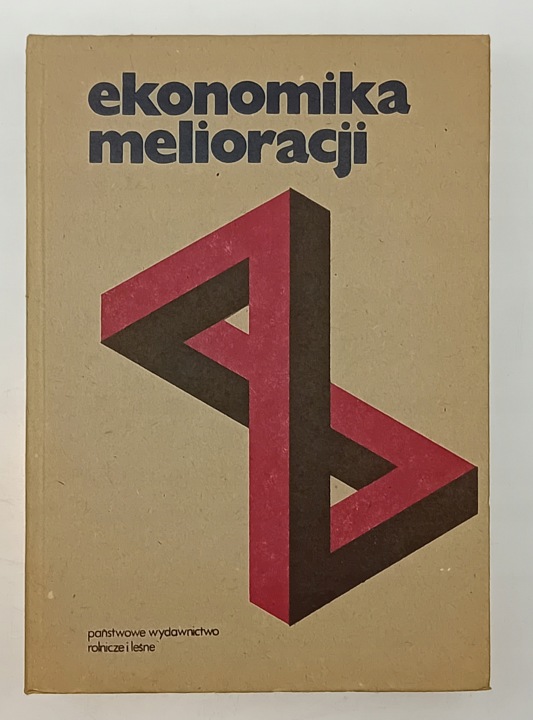 ekonomika
melioracji
państwowe wydawnictwo
rolnicze i leśne